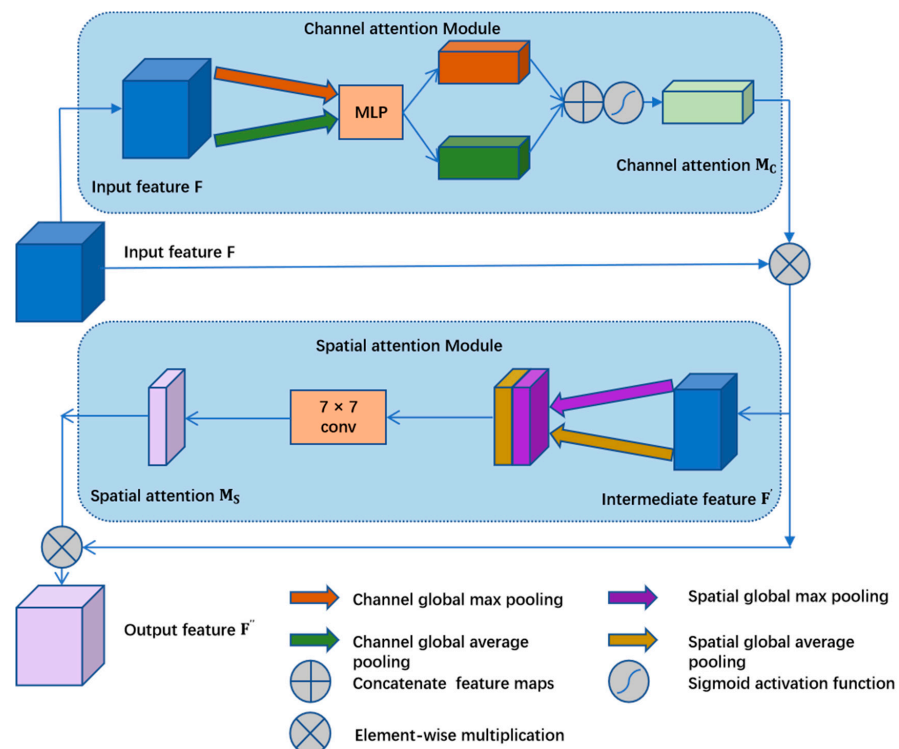 Channel attention Module
MLP
Input feature F
Channel attention M_C
Input feature F
Spatial attention Module
7 × 7
conv
Spatial attention M_S
Intermediate feature F'
Output feature F''
Channel global max pooling
Spatial global max pooling
Channel global average
pooling
Spatial global average
pooling
Concatenate feature maps
Sigmoid activation function
Element-wise multiplication